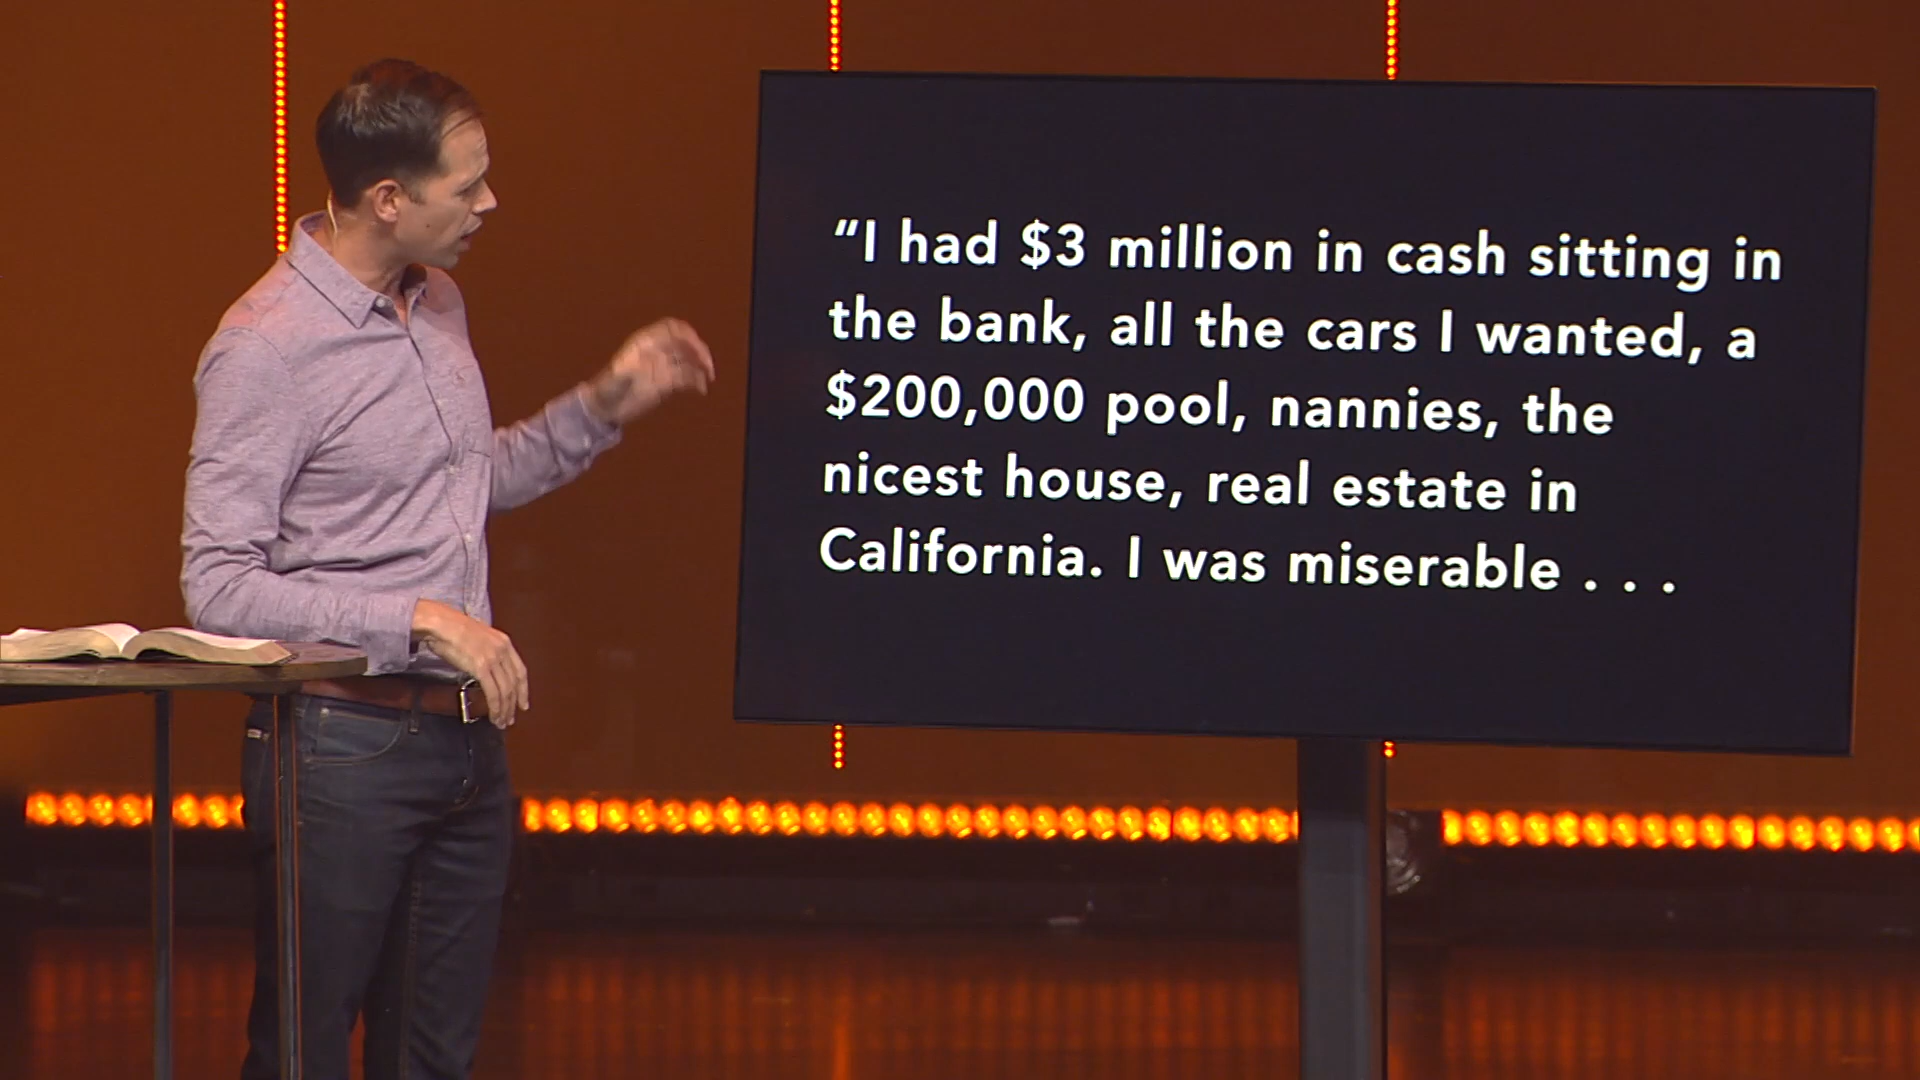 “I had $3 million in cash sitting in
the bank, all the cars I wanted, a
$200,000 pool, nannies, the
nicest house, real estate in
California. I was miserable . . .